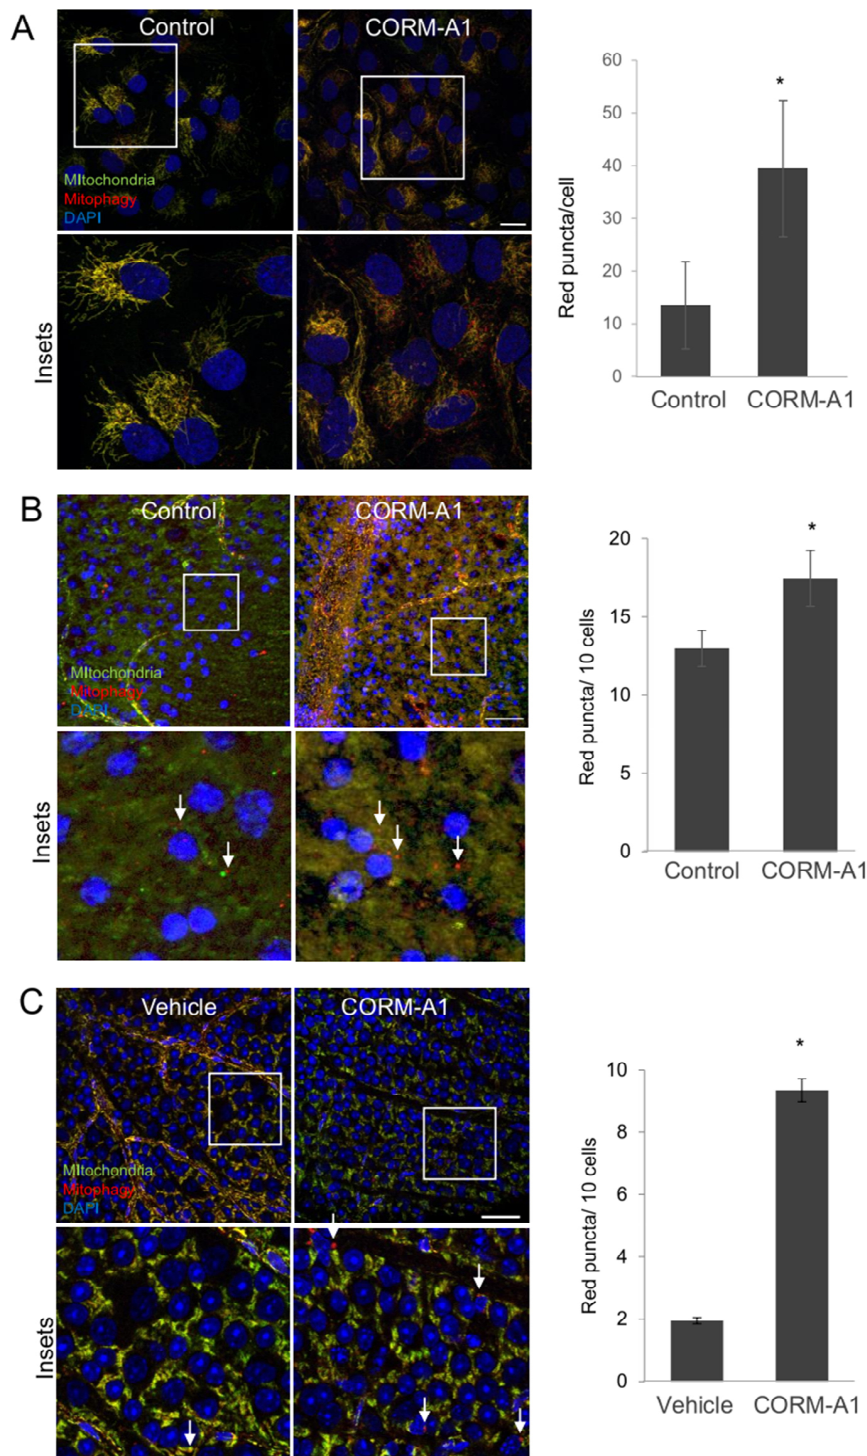 A
Control
CORM-A1
MItochondria
Mitophagy
DAPI
Insets
Red puncta/cell
60
50
40
30
20
10
0
*
Control
CORM-A1
B
Control
CORM-A1
MItochondria
Mitophagy
DAPI
Insets
Red puncta/ 10 cells
20
15
10
5
0
*
Control
CORM-A1
C
Vehicle
CORM-A1
MItochondria
Mitophagy
DAPI
Insets
Red puncta/ 10 cells
10
8
6
4
2
0
*
Vehicle
CORM-A1